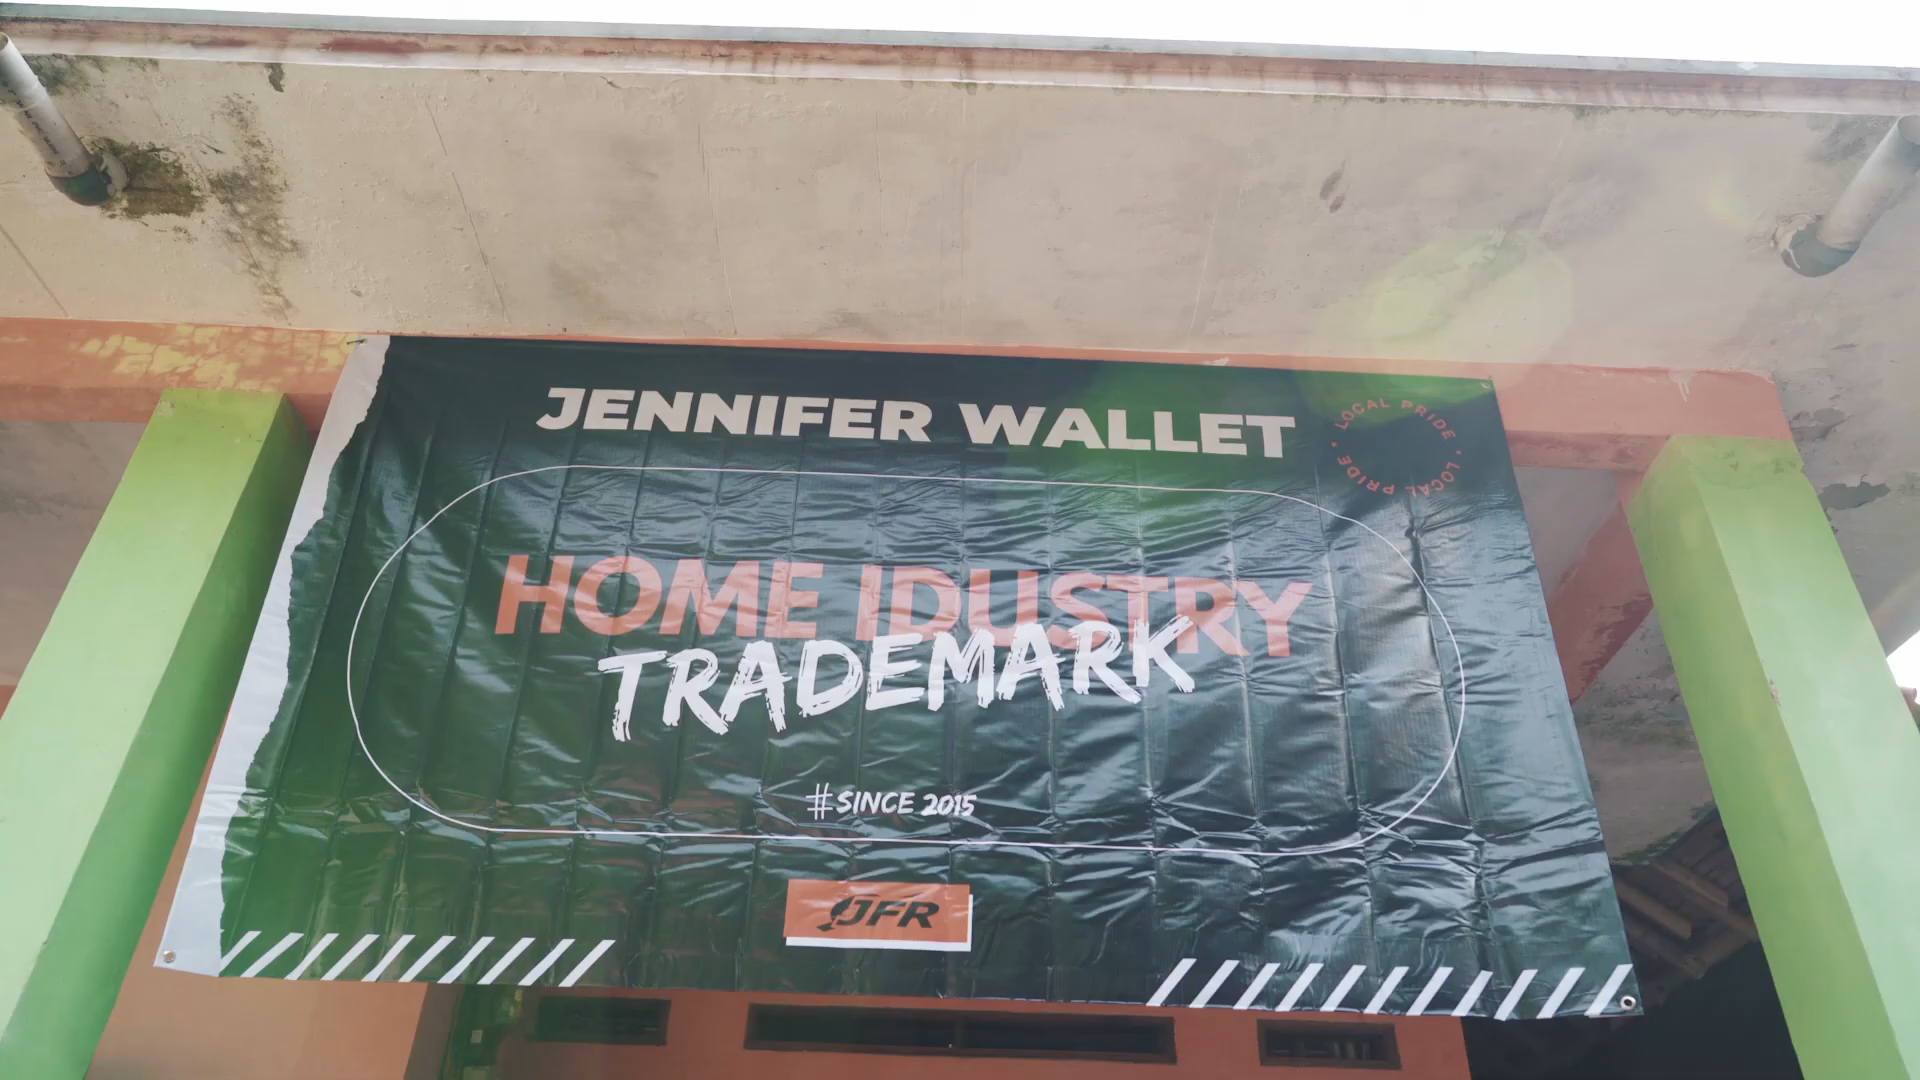 JENNIFER WALLET
LOCAL PRIDE • LOCAL PRIDE •
HOME IDUSTRY
TRADEMARK
#SINCE 2015
JFR